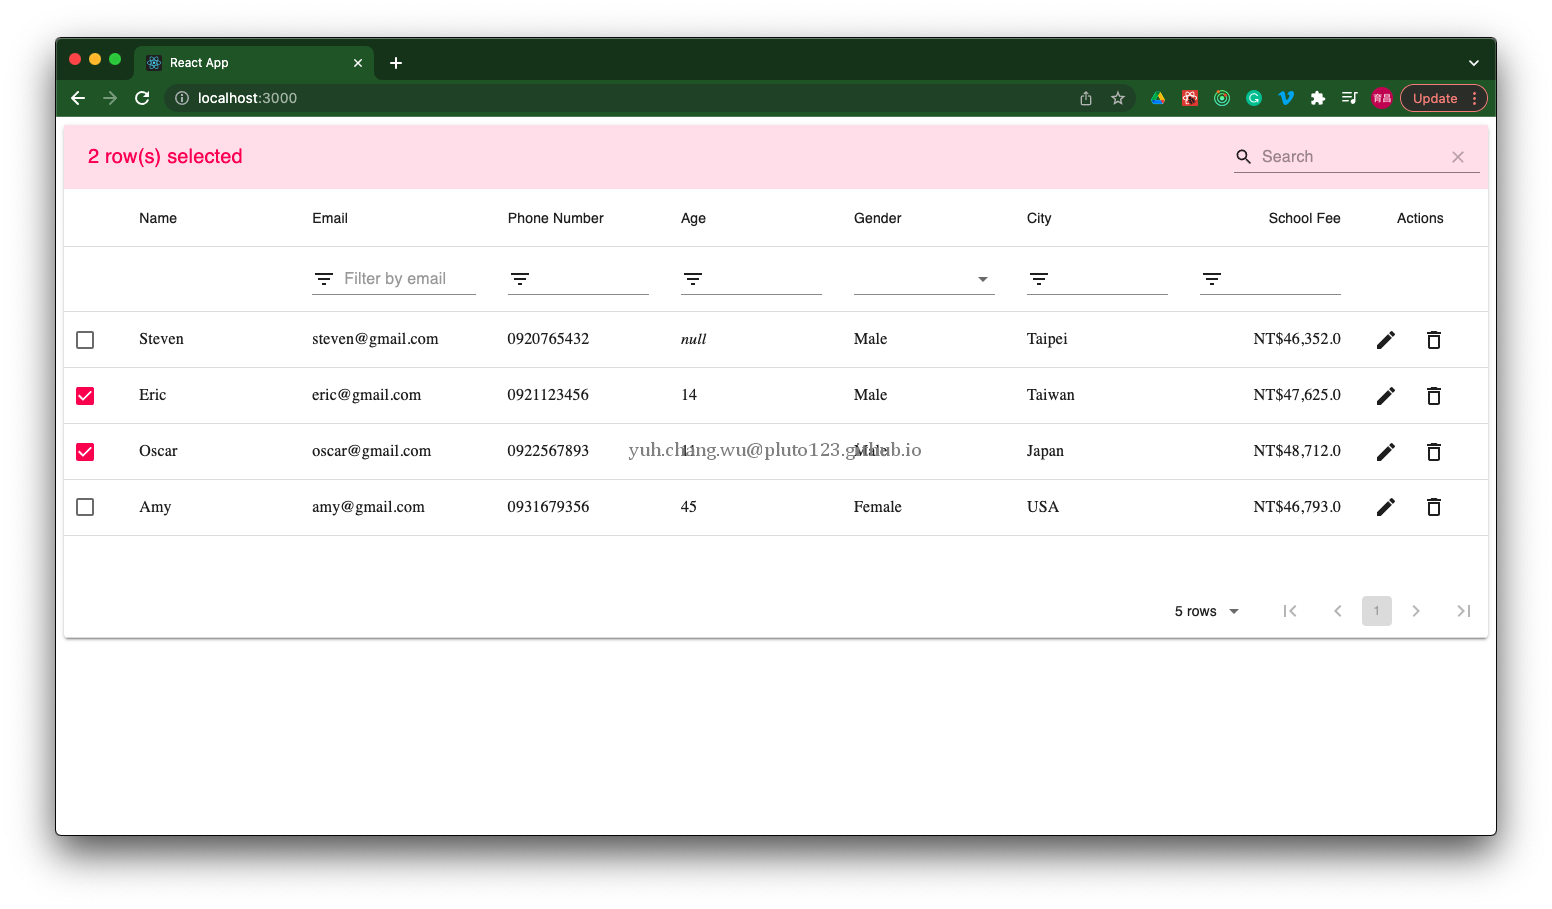 React App
localhost:3000
育昌
Update
2 row(s) selected
Search
Name Email Phone Number Age Gender City School Fee Actions
Filter by email
Steven steven@gmail.com 0920765432 null Male Taipei NT$46,352.0
Eric eric@gmail.com 0921123456 14 Male Taiwan NT$47,625.0
Oscar oscar@gmail.com 0922567893 11 Male Japan NT$48,712.0
yuh.chang.wu@pluto123.github.io
Amy amy@gmail.com 0931679356 45 Female USA NT$46,793.0
5 rows 1